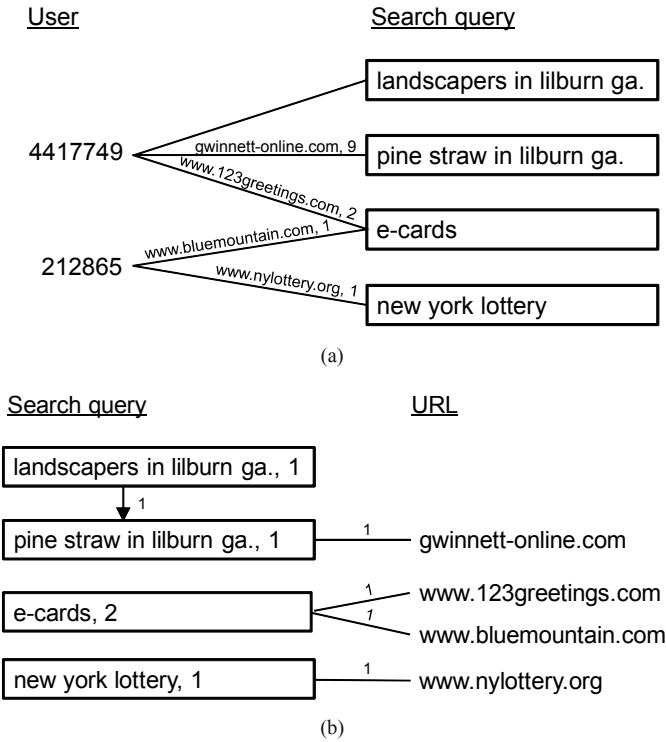 User Search query
landscapers in lilburn ga.
4417749 gwinnett-online.com, 9 pine straw in lilburn ga.
www.123greetings.com, 2
www.bluemountain.com, 1 e-cards
212865
www.nylottery.org, 1 new york lottery
(a)
Search query URL
landscapers in lilburn ga., 1
1
pine straw in lilburn ga., 1 1 gwinnett-online.com
1 www.123greetings.com
e-cards, 2
1 www.bluemountain.com
new york lottery, 1 1 www.nylottery.org
(b)